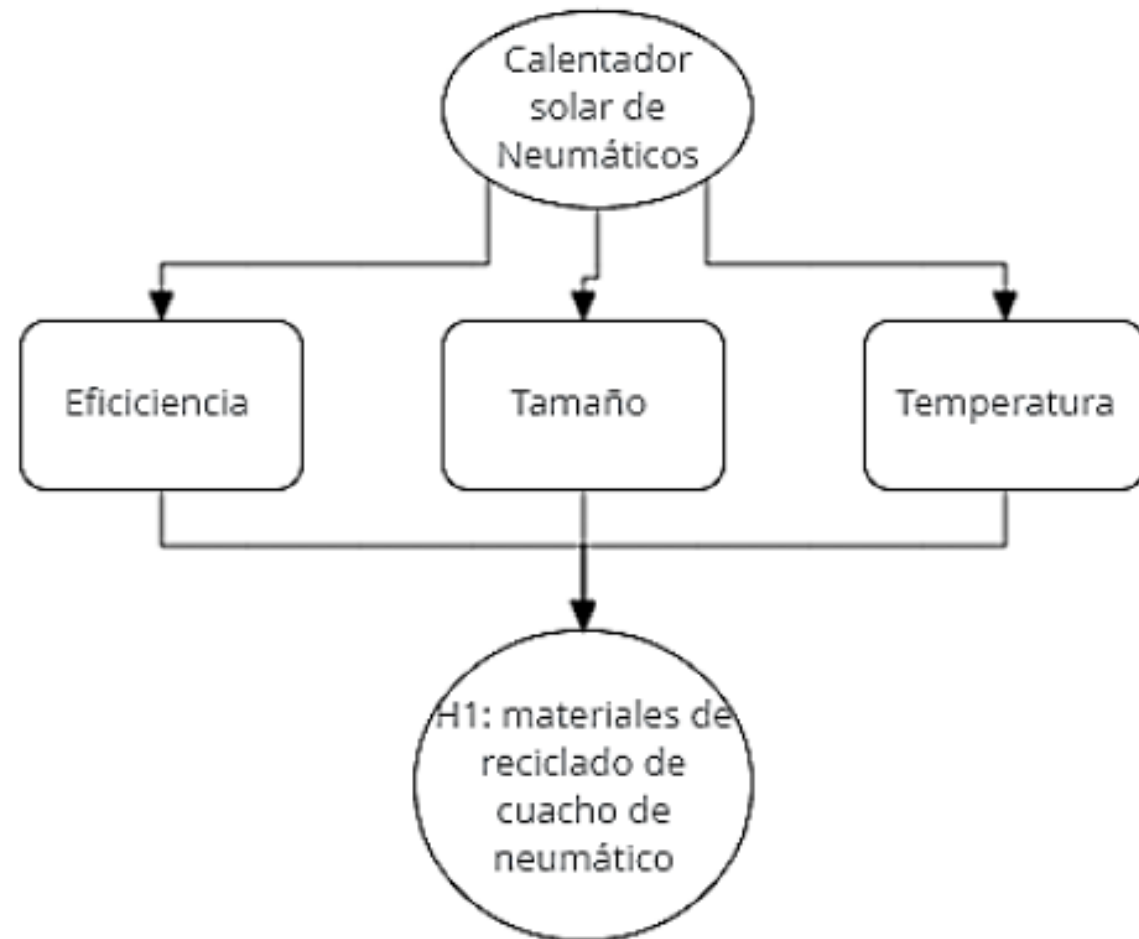 Calentador
solar de
Neumáticos
Eficiciencia
Tamaño
Temperatura
H1: materiales de
reciclado de
cuacho de
neumático